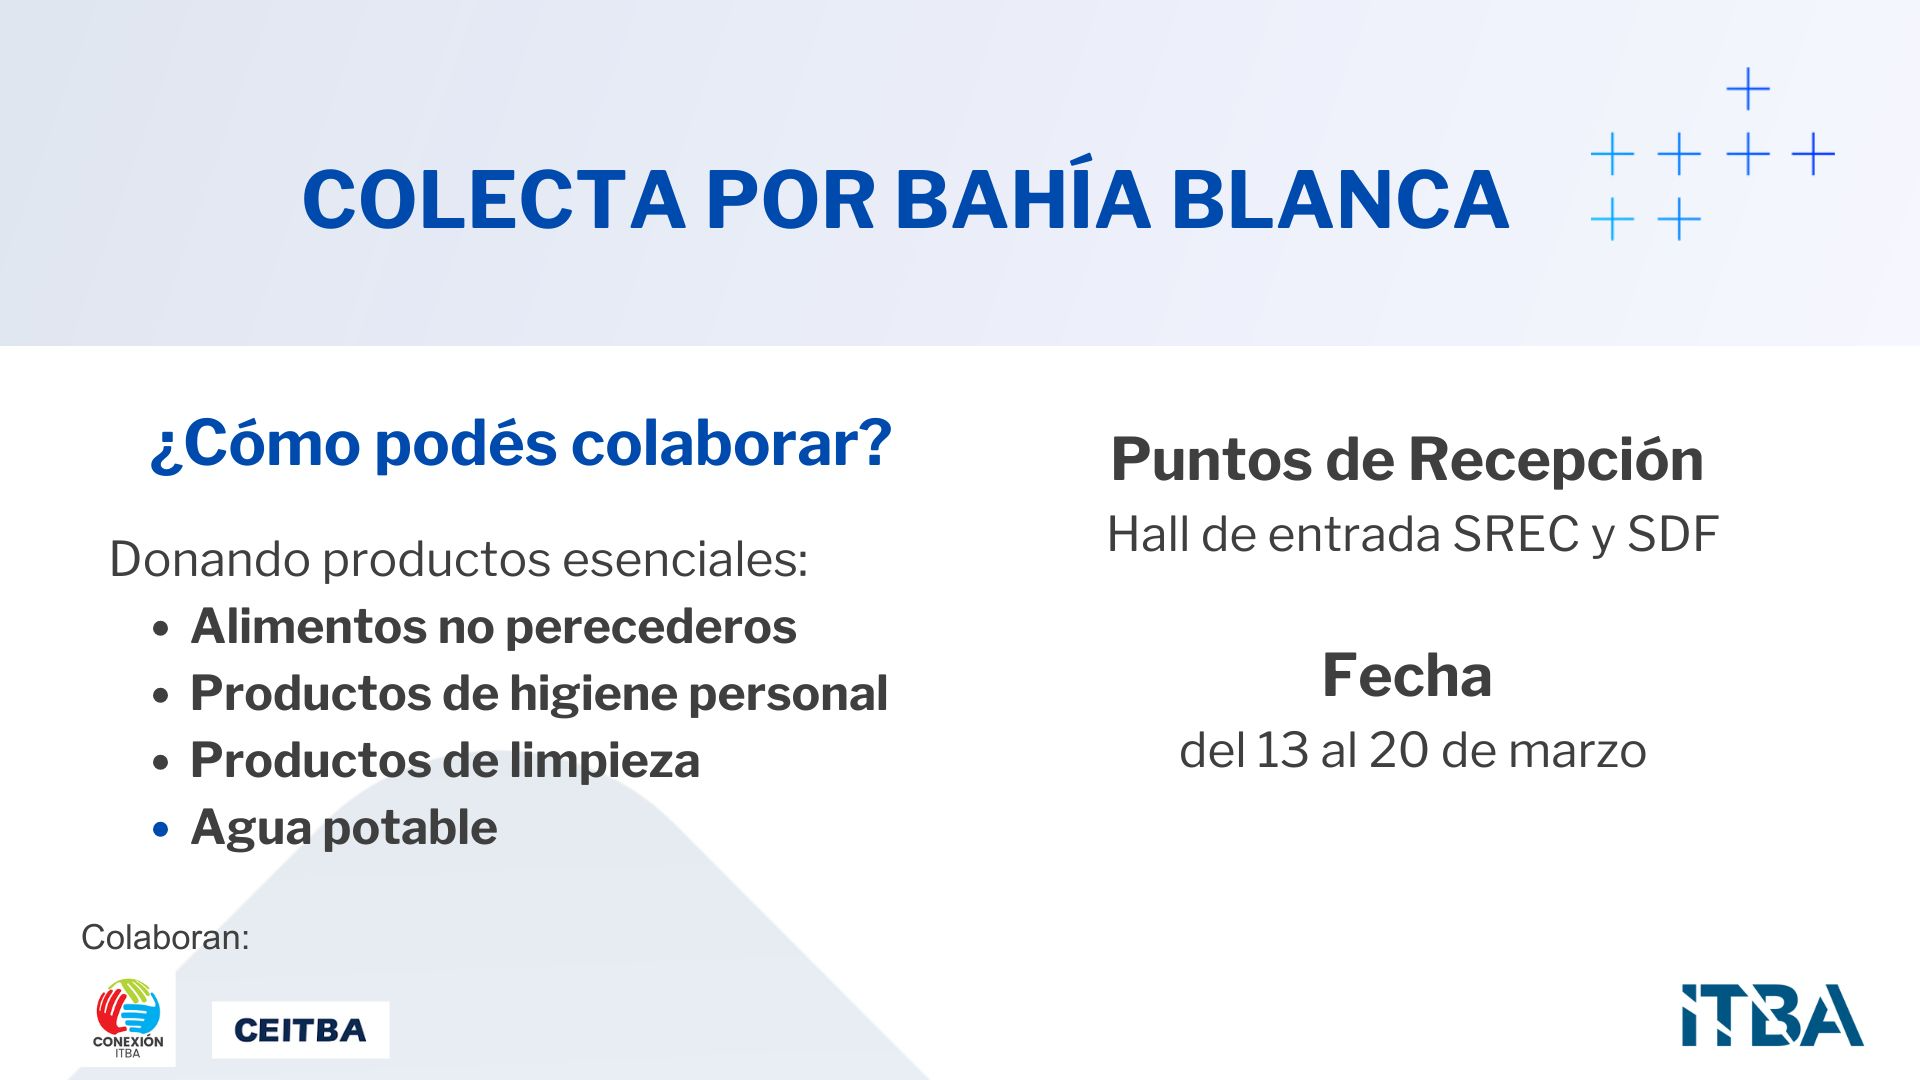 COLECTA POR BAHÍA BLANCA
¿Cómo podés colaborar?
Donando productos esenciales:
• Alimentos no perecederos
• Productos de higiene personal
• Productos de limpieza
• Agua potable
Puntos de Recepción
Hall de entrada SREC y SDF
Fecha
del 13 al 20 de marzo
Colaboran:
CONEXIÓN
ITBA
CEITBA
iTBA